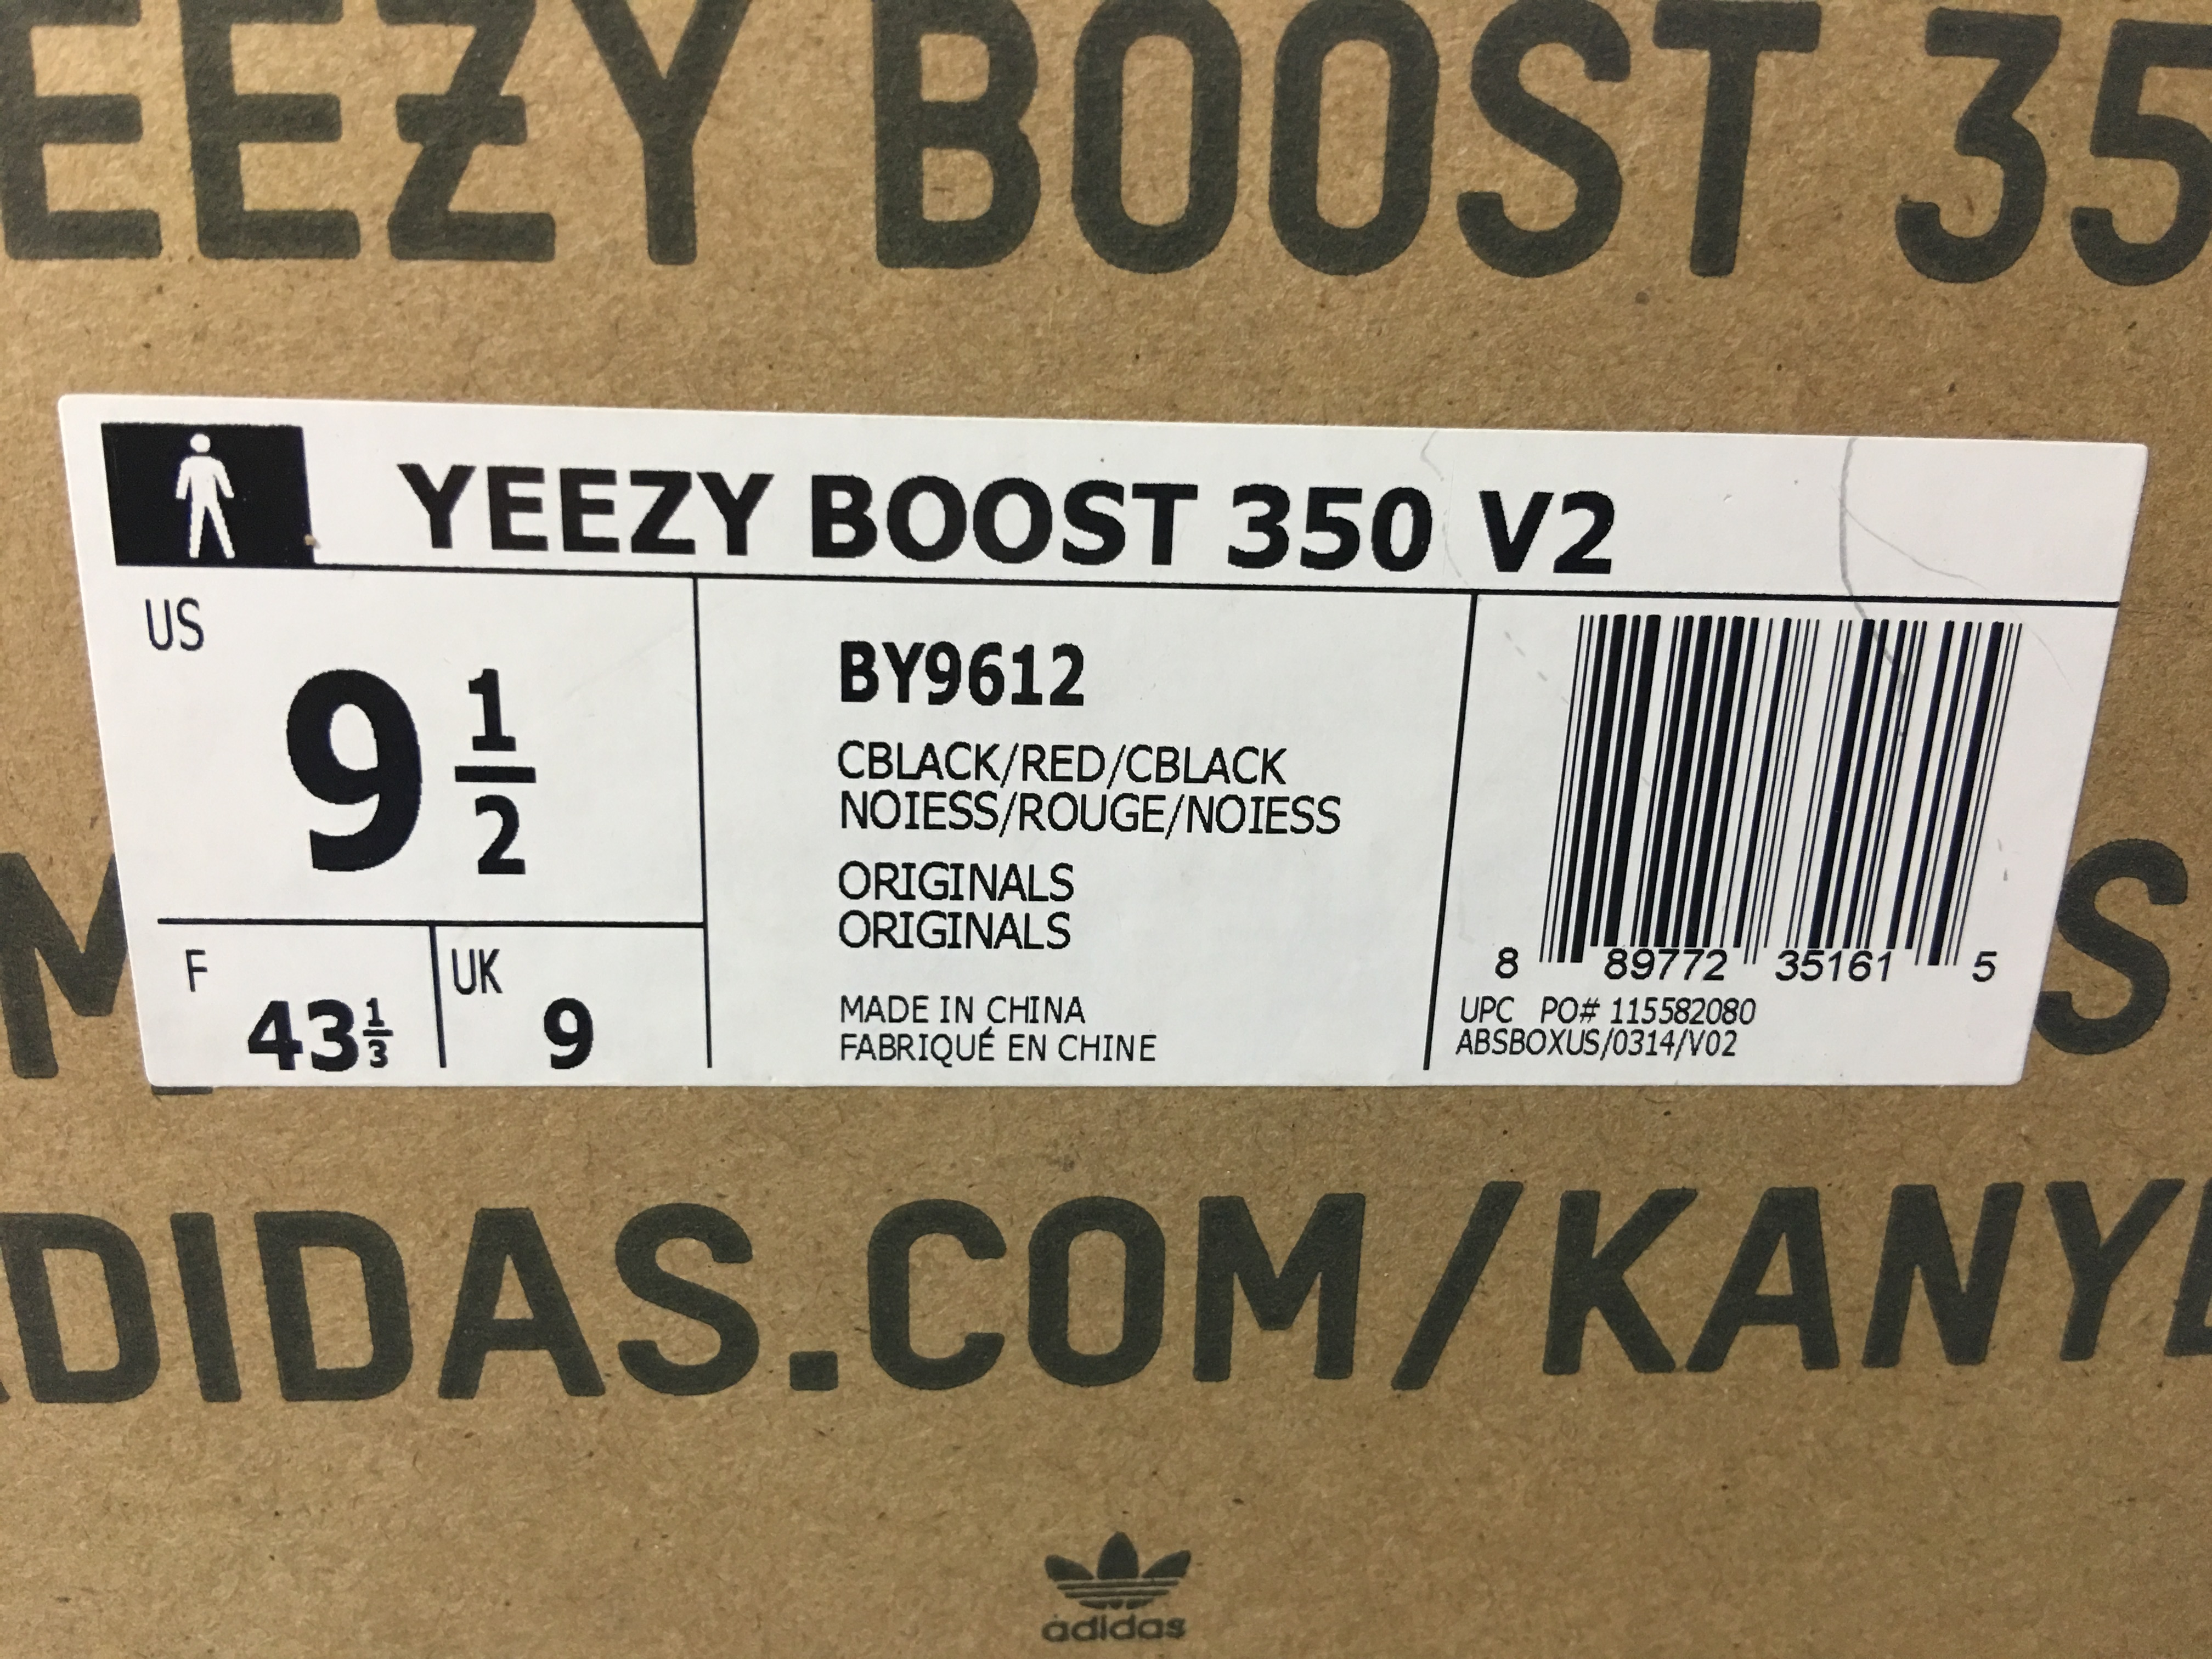 EEZY BOOST 35
YEEZY BOOST 350 V2
US
9 1/2
F
43 1/3
UK
9
BY9612
CBLACK/RED/CBLACK
NOIESS/ROUGE/NOIESS
ORIGINALS
ORIGINALS
MADE IN CHINA
FABRIQUÉ EN CHINE
8 89772 35161 5
UPC PO# 115582080
ABSBOXUS/0314/V02
M S
ADIDAS.COM/KANYE
adidas